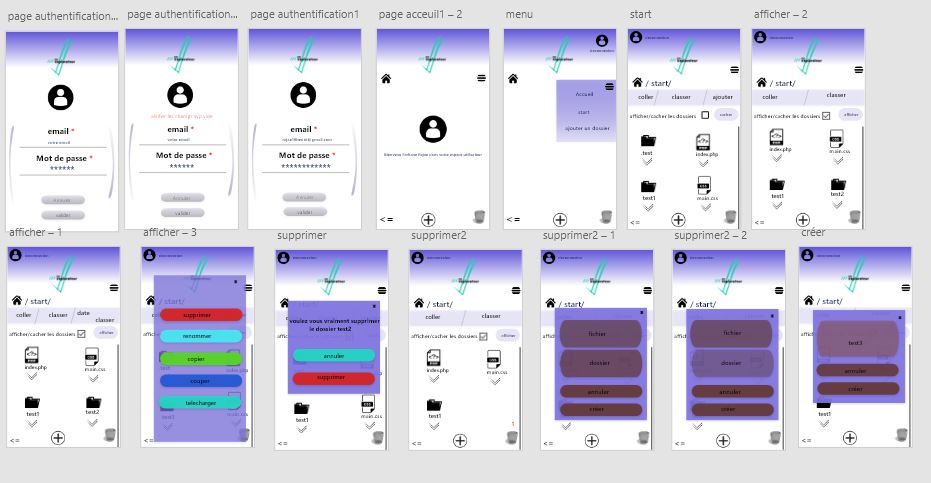 page authentification...
page authentification...
page authentification1
page acceuil1 – 2
menu
start
afficher – 2
email *
Mot de passe *
******
Annuler
valider
vérifier les champs svp vide
email *
votre email
Mot de passe *
******
Annuler
valider
email *
Mot de passe *
************
Annuler
valider
< =
Accueil
start
ajouter un dossier
/ start/
coller
classer
ajouter
afficher/cacher les dossiers
cacher
.test
index.php
test1
main.css
< =
/ start/
coller
classer
afficher/cacher les dossiers
afficher
index.php
main.css
test1
test2
< =
afficher – 1
afficher – 3
supprimer
supprimer2
supprimer2 – 1
supprimer2 – 2
créer
/ start/
coller
classer
date
classer
afficher/cacher les dossiers
afficher
index.php
main.css
test1
test2
< =
/ start/
supprimer
renommer
copier
couper
telecharger
< =
voulez vous vraiment supprimer
le dossier test2
annuler
supprimer
test1
main.css
< =
/ start/
coller
classer
afficher/cacher les dossiers
afficher
index.php
main.css
test1
1
< =
/ start/
fichier
dossier
annuler
créer
< =
/ start/
fichier
dossier
annuler
créer
< =
/ start/
test3
annuler
créer
test1
< =